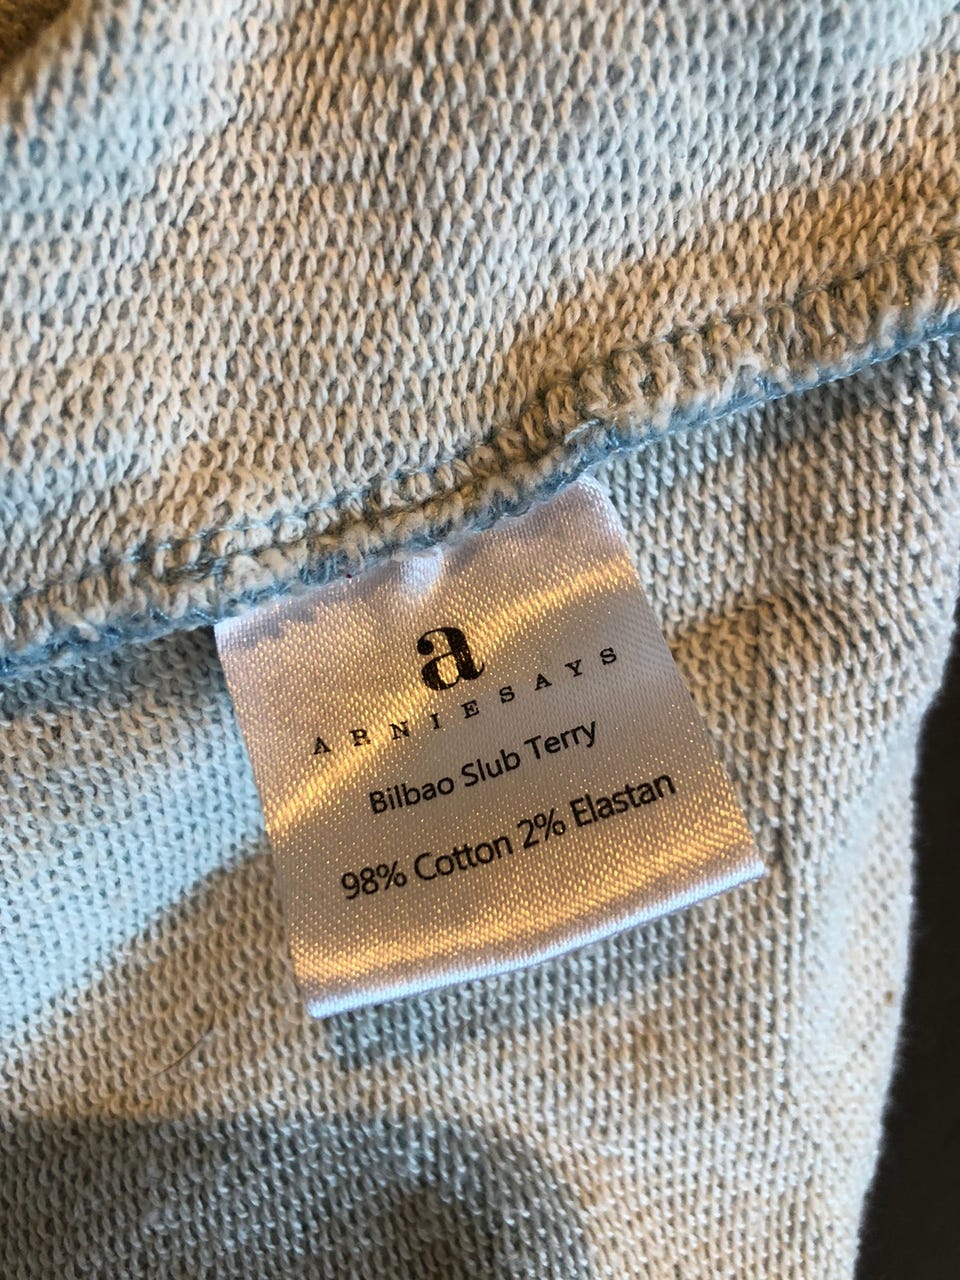 a
ARNIESAYS
Bilbao Slub Terry
98% Cotton 2% Elastan